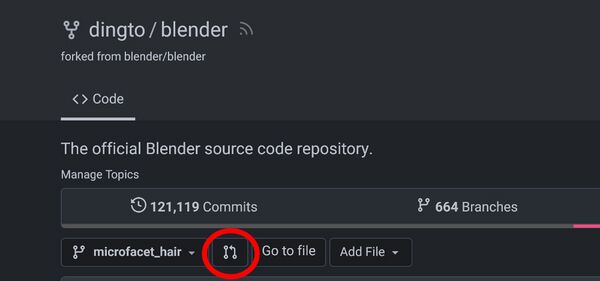 dingto / blender
forked from blender/blender
<> Code
The official Blender source code repository.
Manage Topics
121,119 Commits 664 Branches
microfacet_hair Go to file Add File